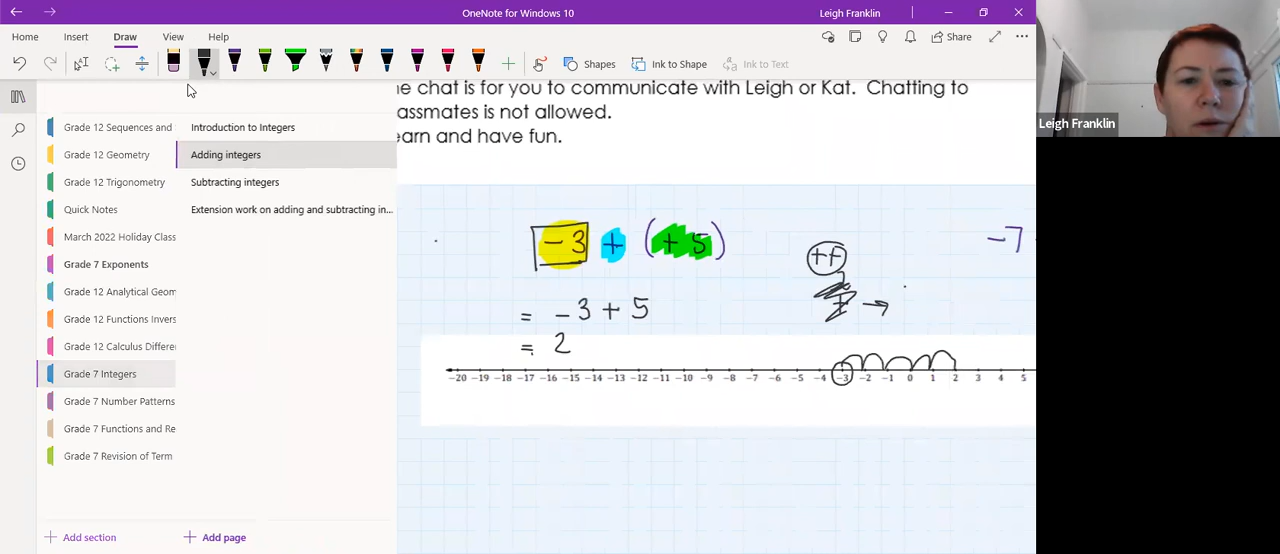 OneNote for Windows 10
Leigh Franklin
Home Insert Draw View Help
Share
Shapes Ink to Shape Ink to Text
Grade 12 Sequences and
Grade 12 Geometry
Grade 12 Trigonometry
Quick Notes
March 2022 Holiday Class
Grade 7 Exponents
Grade 12 Analytical Geom
Grade 12 Functions Invers
Grade 12 Calculus Differe
Grade 7 Integers
Grade 7 Number Patterns
Grade 7 Functions and Re
Grade 7 Revision of Term
Add section
Introduction to Integers
Adding integers
Subtracting integers
Extension work on adding and subtracting in...
Add page
e chat is for you to communicate with Leigh or Kat. Chatting to
assmates is not allowed.
earn and have fun.
-3 + (+5)
= -3 + 5
= 2
++
+ →
-7
-20 -19 -18 -17 -16 -15 -14 -13 -12 -11 -10 -9 -8 -7 -6 -5 -4 -3 -2 -1 0 1 2 3 4 5
Leigh Franklin